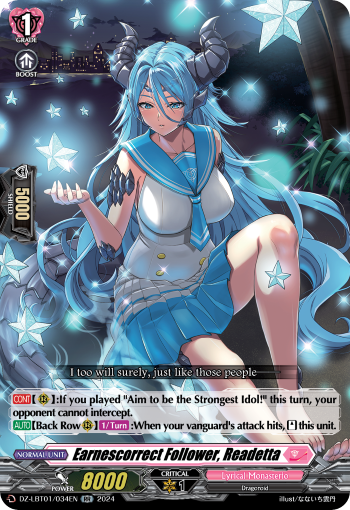 1
GRADE
BOOST
5000
SHIELD
I too will surely, just like those people
CONT【 】:If you played "Aim to be the Strongest Idol!" this turn, your
opponent cannot intercept.
AUTO【Back Row 】1/Turn:When your vanguard's attack hits, [ ] this unit.
NORMAL UNIT
Earnescorrect Follower, Readetta
Lyrical Monasterio
POWER 8000
CRITICAL
1
Dragoroid
D DZ-LBT01/034EN RR 2024
illust/なないち雲丹